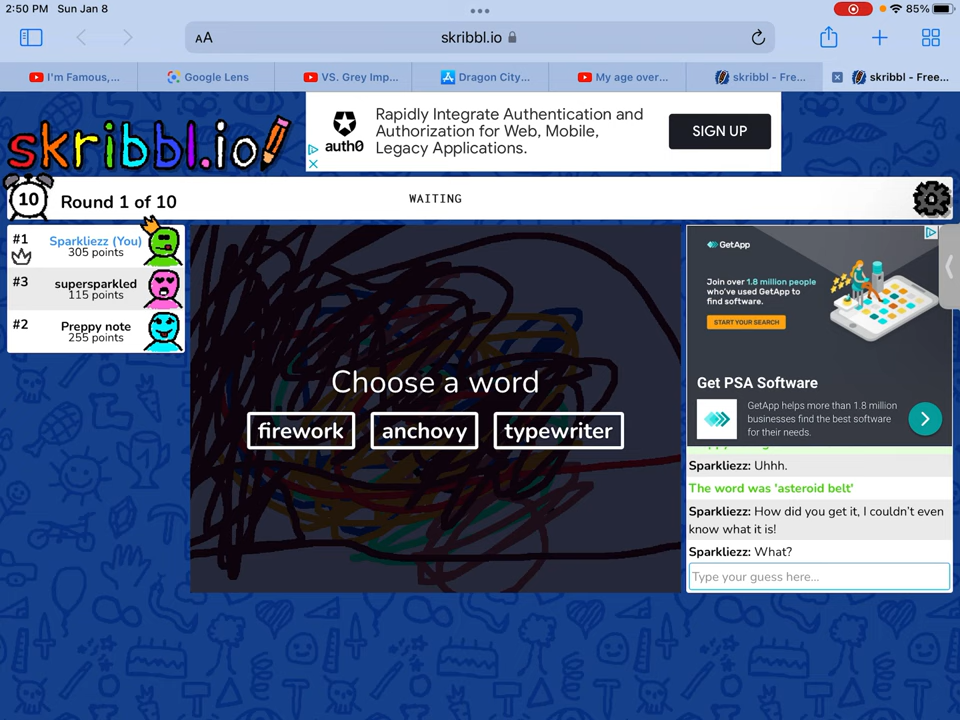 2:50 PM Sun Jan 8
85%
AA
skribbl.io
I'm Famous,...
Google Lens
VS. Grey Imp...
Dragon City...
My age over...
skribbl - Fre...
skribbl - Free...
skribbl.io
auth0
Rapidly Integrate Authentication and
Authorization for Web, Mobile,
Legacy Applications.
SIGN UP
10
Round 1 of 10
WAITING
#1
Sparkliezz (You)
305 points
#3
supersparkled
115 points
#2
Preppy note
255 points
Choose a word
firework
anchovy
typewriter
GetApp
Join over 1.8 million people
who've used GetApp to
find software.
START YOUR SEARCH
Get PSA Software
GetApp helps more than 1.8 million
businesses find the best software
for their needs.
Sparkliezz: Uhhh.
The word was 'asteroid belt'
Sparkliezz: How did you get it, I couldn't even
know what it is!
Sparkliezz: What?
Type your guess here...